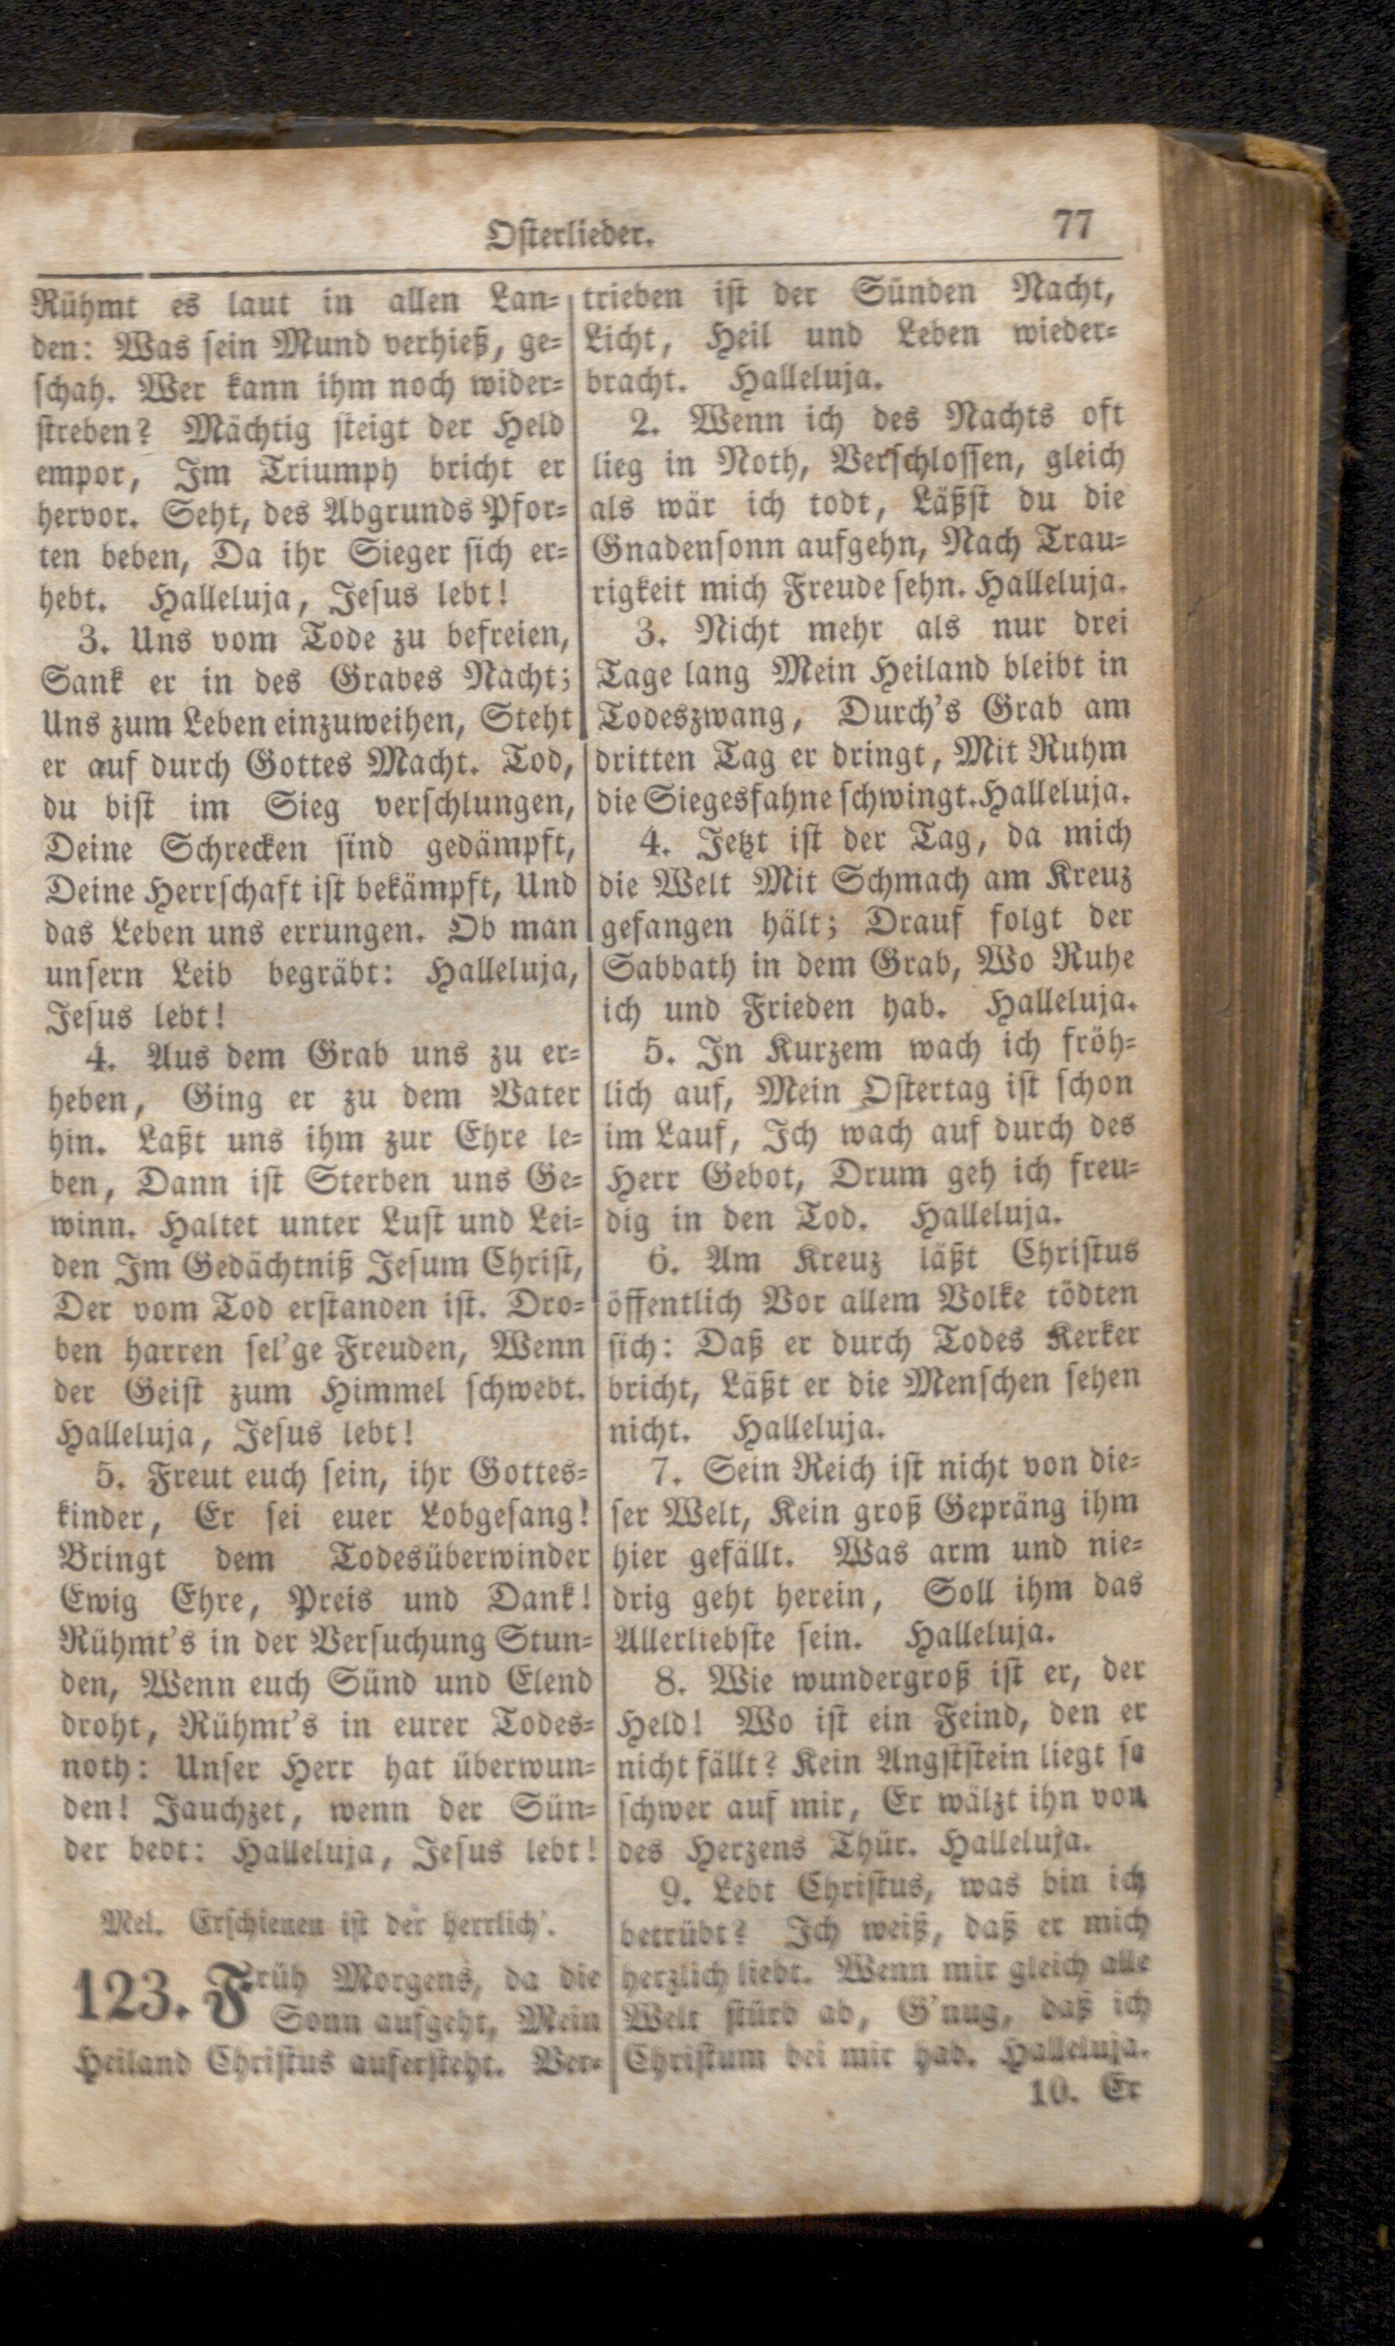 Osterlieder.
77
Rühmt es laut in allen Lan-
den: Was sein Mund verhieß, ge-
schah. Wer kann ihm noch wider-
streben? Mächtig steigt der Held
empor, Im Triumph bricht er
hervor. Seht, des Abgrunds Pfor-
ten beben, Da ihr Sieger sich er-
hebt. Halleluja, Jesus lebt!
3. Uns vom Tode zu befreien,
Sank er in des Grabes Nacht;
Uns zum Leben einzuweihen, Steht
er auf durch Gottes Macht. Tod,
du bist im Sieg verschlungen,
Deine Schrecken sind gedämpft,
Deine Herrschaft ist bekämpft, Und
das Leben uns errungen. Ob man
unsern Leib begräbt: Halleluja,
Jesus lebt!
4. Aus dem Grab uns zu er-
heben, Ging er zu dem Vater
hin. Laßt uns ihm zur Ehre le-
ben, Dann ist Sterben uns Ge-
winn. Haltet unter Lust und Lei-
den Im Gedächtniß Jesum Christ,
Der vom Tod erstanden ist. Dro-
ben harren sel'ge Freuden, Wenn
der Geist zum Himmel schwebt.
Halleluja, Jesus lebt!
5. Freut euch sein, ihr Gottes-
kinder, Er sei euer Lobgesang!
Bringt dem Todesüberwinder
Ewig Ehre, Preis und Dank!
Rühmt's in der Versuchung Stun-
den, Wenn euch Sünd und Elend
droht, Rühmt's in eurer Todes-
noth: Unser Herr hat überwun-
den! Jauchzet, wenn der Sün-
der bebt: Halleluja, Jesus lebt!
Mel. Erschienen ist der herrlich'.
123. Früh Morgens, da die
Sonn aufgeht, Mein
Heiland Christus aufersteht. Ver-
trieben ist der Sünden Nacht,
Licht, Heil und Leben wieder-
bracht. Halleluja.
2. Wenn ich des Nachts oft
lieg in Noth, Verschlossen, gleich
als wär ich todt, Läßst du die
Gnadensonn aufgehn, Nach Trau-
rigkeit mich Freude sehn. Halleluja.
3. Nicht mehr als nur drei
Tage lang Mein Heiland bleibt in
Todeszwang, Durch's Grab am
dritten Tag er dringt, Mit Ruhm
die Siegesfahne schwingt. Halleluja.
4. Jetzt ist der Tag, da mich
die Welt Mit Schmach am Kreuz
gefangen hält; Drauf folgt der
Sabbath in dem Grab, Wo Ruhe
ich und Frieden hab. Halleluja.
5. In Kurzem wach ich fröh-
lich auf, Mein Ostertag ist schon
im Lauf, Ich wach auf durch des
Herr Gebot, Drum geh ich freu-
dig in den Tod. Halleluja.
6. Am Kreuz läßt Christus
öffentlich Vor allem Volke tödten
sich: Daß er durch Todes Kerker
bricht, Läßt er die Menschen sehen
nicht. Halleluja.
7. Sein Reich ist nicht von die-
ser Welt, Kein groß Gepräng ihm
hier gefällt. Was arm und nie-
drig geht herein, Soll ihm das
Allerliebste sein. Halleluja.
8. Wie wundergroß ist er, der
Held! Wo ist ein Feind, den er
nicht fällt? Kein Angststein liegt so
schwer auf mir, Er wälzt ihn von
des Herzens Thür. Halleluja.
9. Lebt Christus, was bin ich
betrübt? Ich weiß, daß er mich
herzlich liebt. Wenn mir gleich alle
Welt stürb ab, G'nug, daß ich
Christum bei mir hab. Halleluja.
10. Er